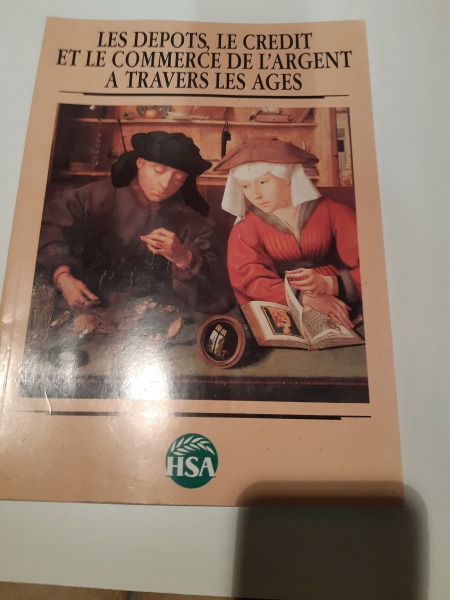 LES DEPOTS, LE CREDIT
ET LE COMMERCE DE L'ARGENT
A TRAVERS LES AGES
HSA